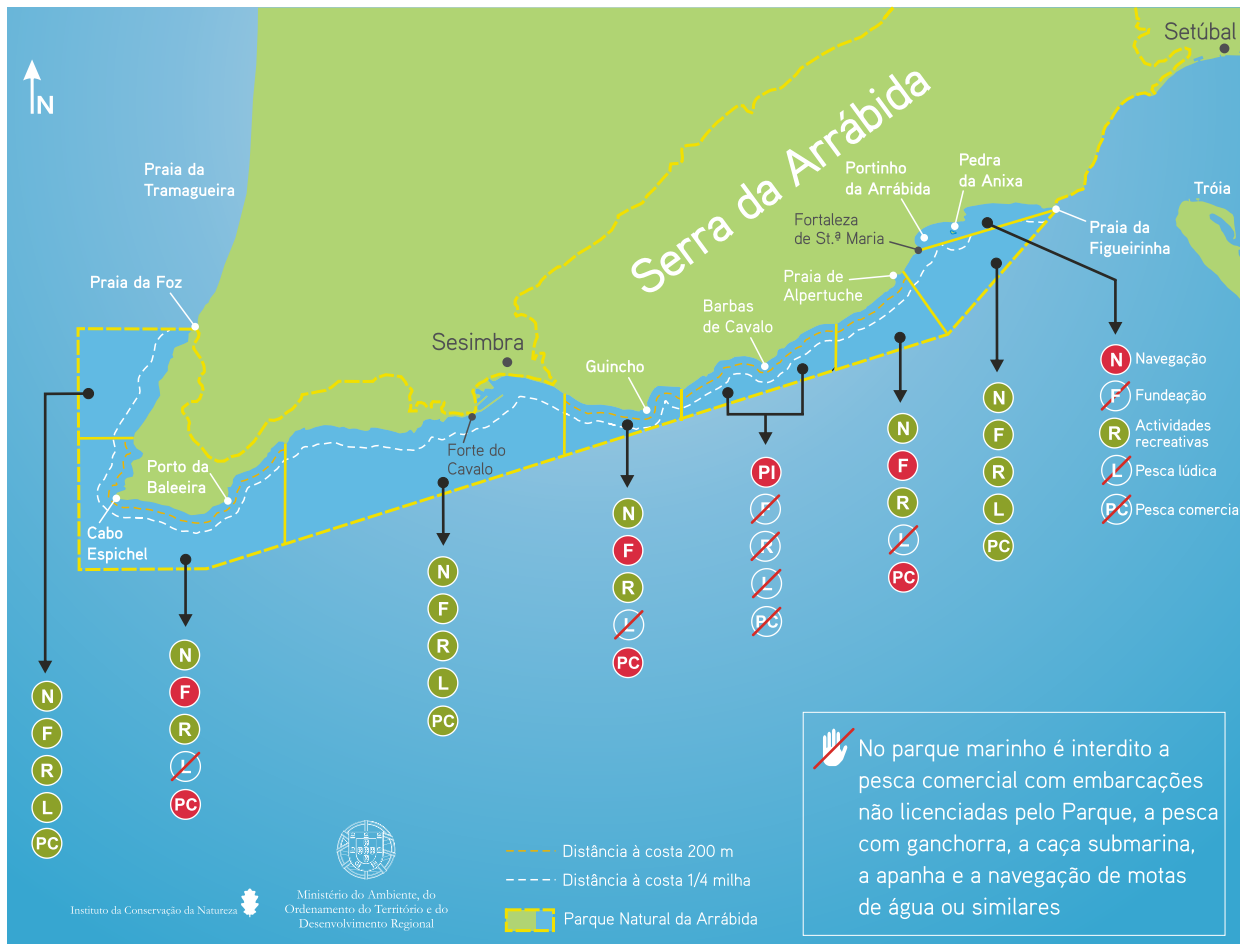 Setúbal
N
Serra da Arrábida
Praia da
Tramagueira
Portinho
da Arrábida
Pedra
da Anixa
Tróia
Fortaleza
de St.ª Maria
Praia da
Figueirinha
Praia da Foz
Praia de
Alpertuche
Barbas
de Cavalo
Sesimbra
Guincho
Forte do
Cavalo
Porto da
Baleeira
Cabo
Espichel
N
F
R
L
PC
N
F
R
L
PC
N
F
R
L
PC
N
F
R
L
PC
PI
F
R
L
PC
N
F
R
L
PC
N
F
R
L
PC
N Navegação
F Fundeação
R Actividades
recreativas
L Pesca lúdica
PC Pesca comercia
No parque marinho é interdito a
pesca comercial com embarcações
não licenciadas pelo Parque, a pesca
com ganchorra, a caça submarina,
a apanha e a navegação de motas
de água ou similares
Distância à costa 200 m
Distância à costa 1/4 milha
Parque Natural da Arrábida
Instituto da Conservação da Natureza
Ministério do Ambiente, do
Ordenamento do Território e do
Desenvolvimento Regional